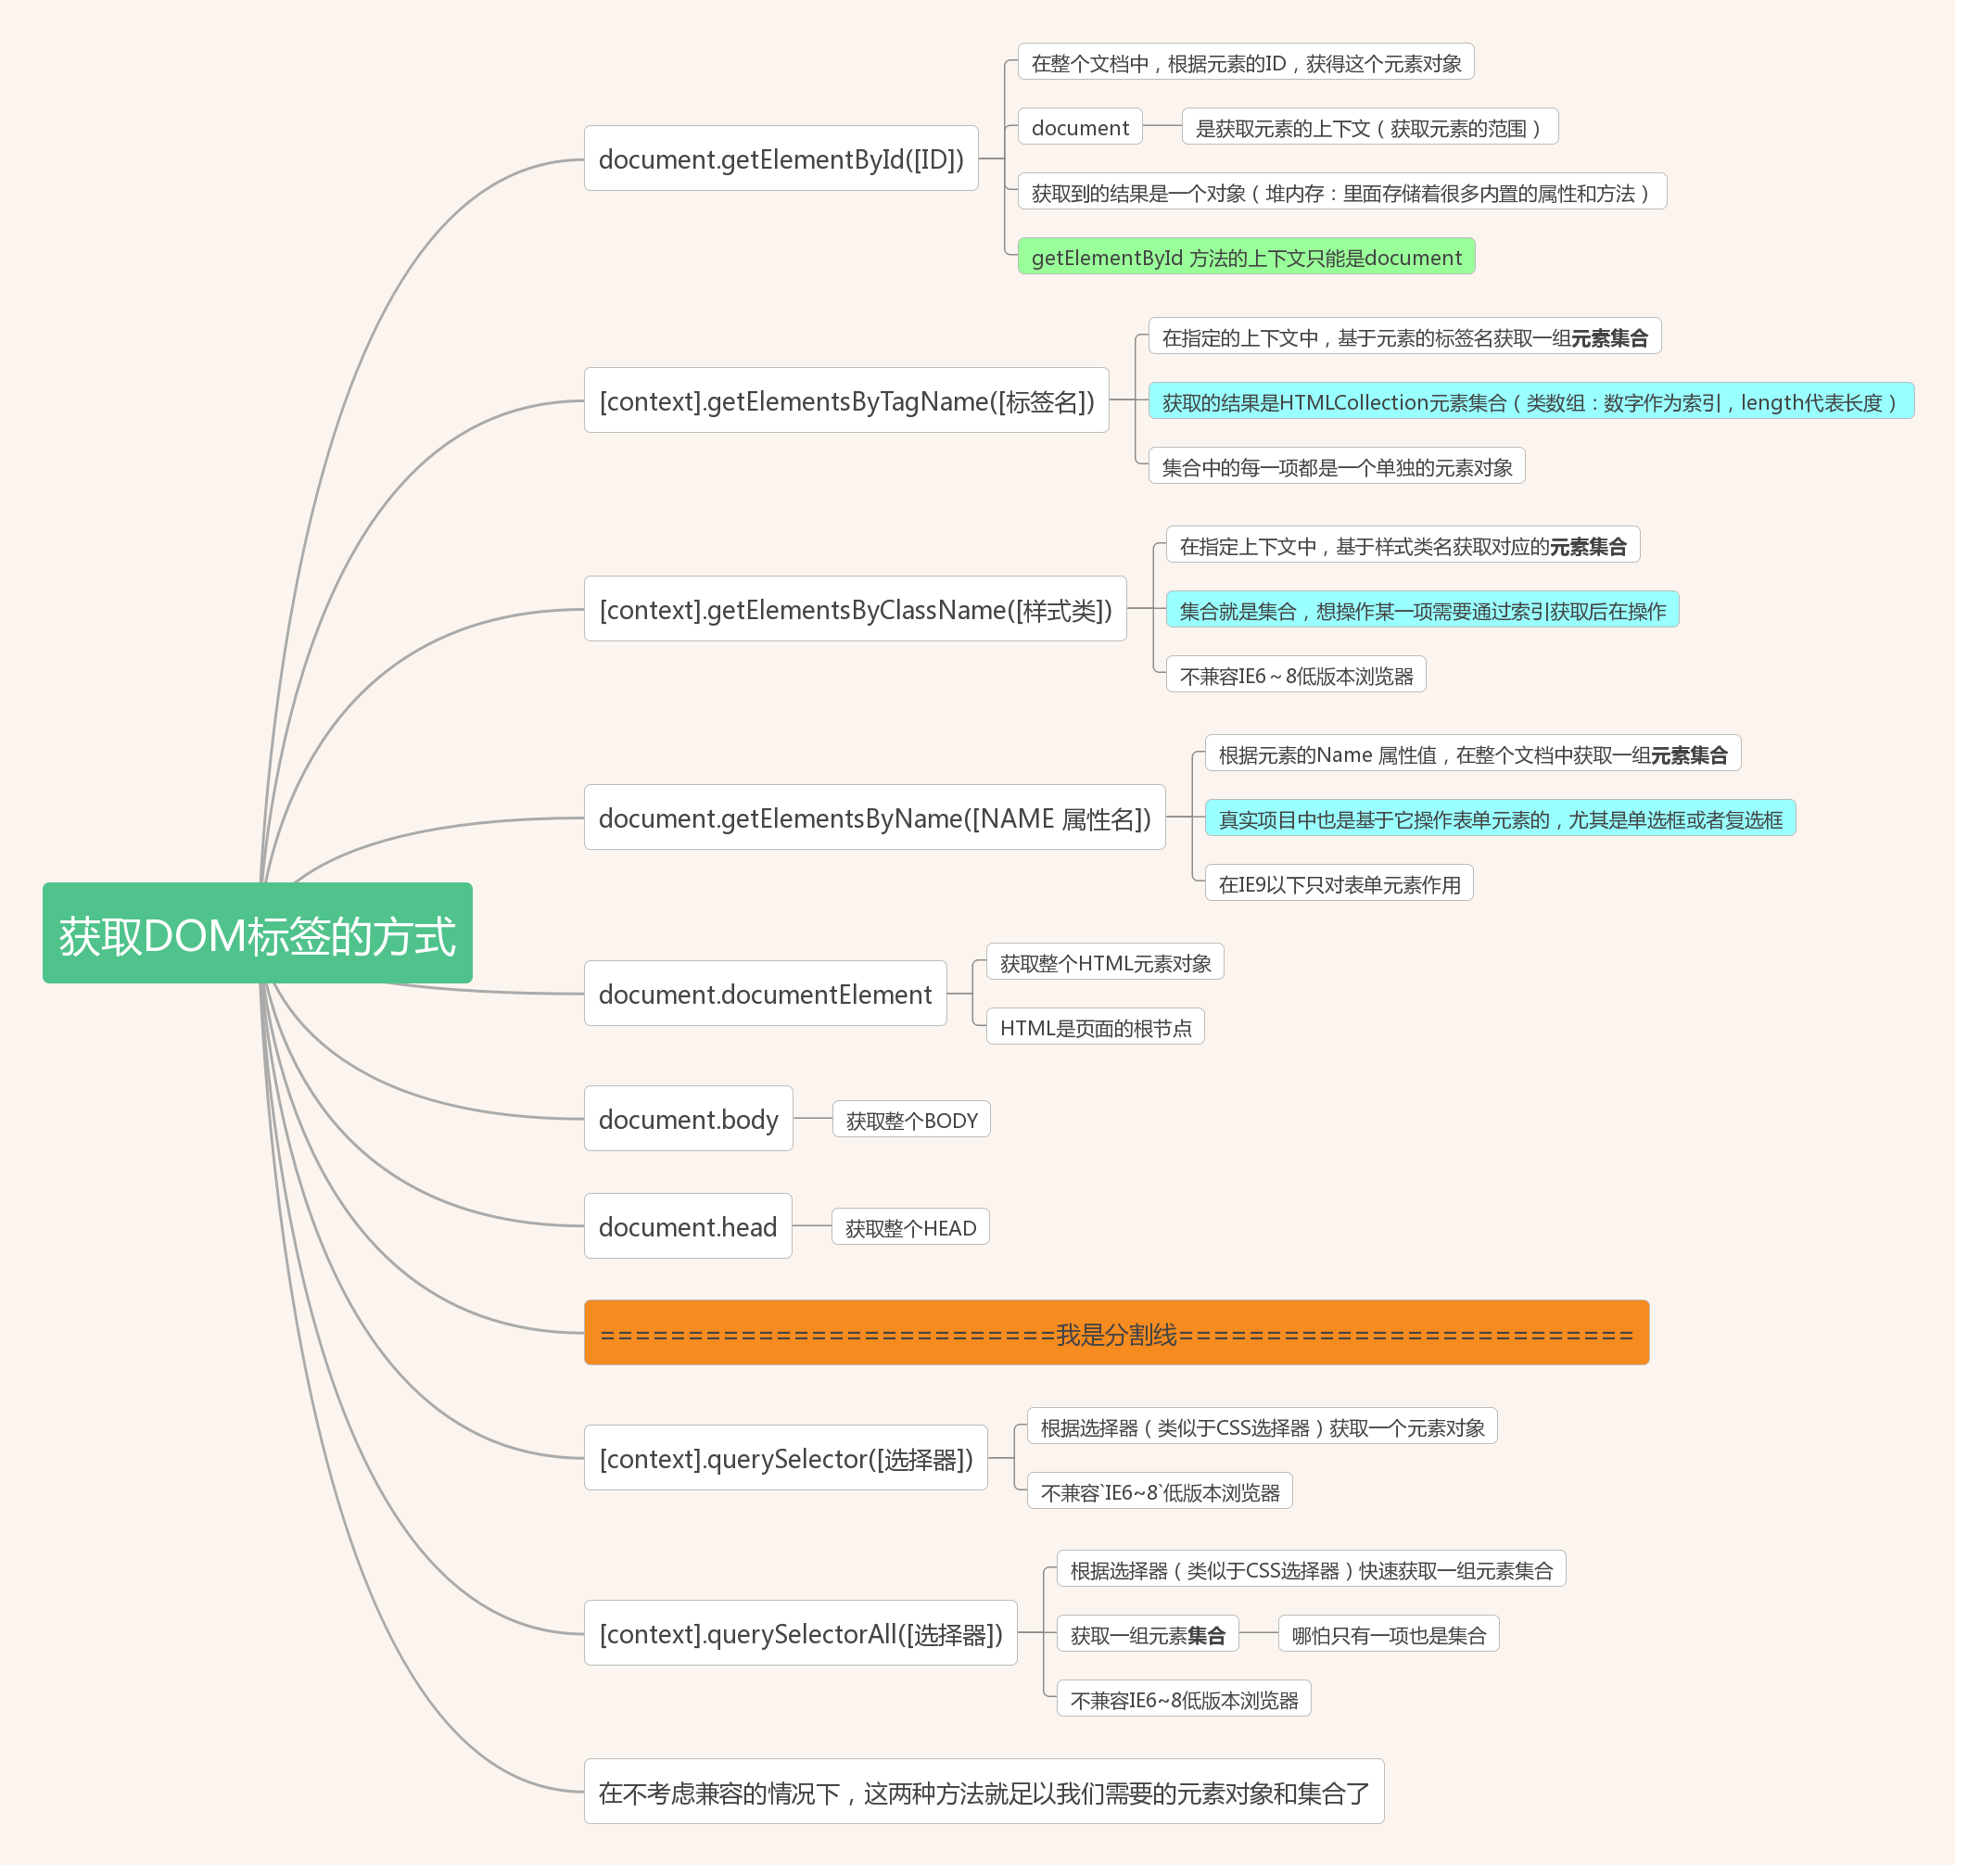 获取DOM标签的方式
document.getElementById([ID])
在整个文档中，根据元素的ID，获得这个元素对象
document
是获取元素的上下文（获取元素的范围）
获取到的结果是一个对象（堆内存：里面存储着很多内置的属性和方法）
getElementById 方法的上下文只能是document
[context].getElementsByTagName([标签名])
在指定的上下文中，基于元素的标签名获取一组元素集合
获取的结果是HTMLCollection元素集合（类数组：数字作为索引，length代表长度）
集合中的每一项都是一个单独的元素对象
[context].getElementsByClassName([样式类])
在指定上下文中，基于样式类名获取对应的元素集合
集合就是集合，想操作某一项需要通过索引获取后在操作
不兼容IE6～8低版本浏览器
document.getElementsByName([NAME 属性名])
根据元素的Name 属性值，在整个文档中获取一组元素集合
真实项目中也是基于它操作表单元素的，尤其是单选框或者复选框
在IE9以下只对表单元素作用
document.documentElement
获取整个HTML元素对象
HTML是页面的根节点
document.body
获取整个BODY
document.head
获取整个HEAD
==========================我是分割线==========================
[context].querySelector([选择器])
根据选择器（类似于CSS选择器）获取一个元素对象
不兼容`IE6~8`低版本浏览器
[context].querySelectorAll([选择器])
根据选择器（类似于CSS选择器）快速获取一组元素集合
获取一组元素集合
哪怕只有一项也是集合
不兼容IE6~8低版本浏览器
在不考虑兼容的情况下，这两种方法就足以我们需要的元素对象和集合了